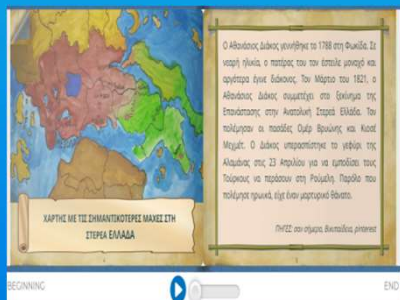 ΧΑΡΤΗΣ ΜΕ ΤΙΣ ΣΗΜΑΝΤΙΚΟΤΕΡΕΣ ΜΑΧΕΣ ΣΤΗ
ΣΤΕΡΕΑ ΕΛΛΑΔΑ
Ο Αθανάσιος Διάκος γεννήθηκε το 1788 στη Φωκίδα. Σε
νεαρή ηλικία, ο πατέρας του τον έστειλε μοναχό και
αργότερα έγινε διάκονος. Τον Μάρτιο του 1821, ο
Αθανάσιος Διάκος συμμετέχει στο ξεκίνημα της
Επανάστασης στην Ανατολική Στερεά Ελλάδα. Τον
πολέμησαν οι πασάδες Ομέρ Βρυώνης και Κιοσέ
Μεχμέτ. Ο Διάκος υπερασπίστηκε το γεφύρι της
Αλαμάνας στις 23 Απριλίου για να εμποδίσει τους
Τούρκους να περάσουν στη Ρούμελη. Παρόλο που
πολέμησε ηρωικά, είχε έναν μαρτυρικό θάνατο.
ΠΗΓΕΣ: σαν σήμερα, Βικιπαίδεια, pinterest
BEGINNING
END